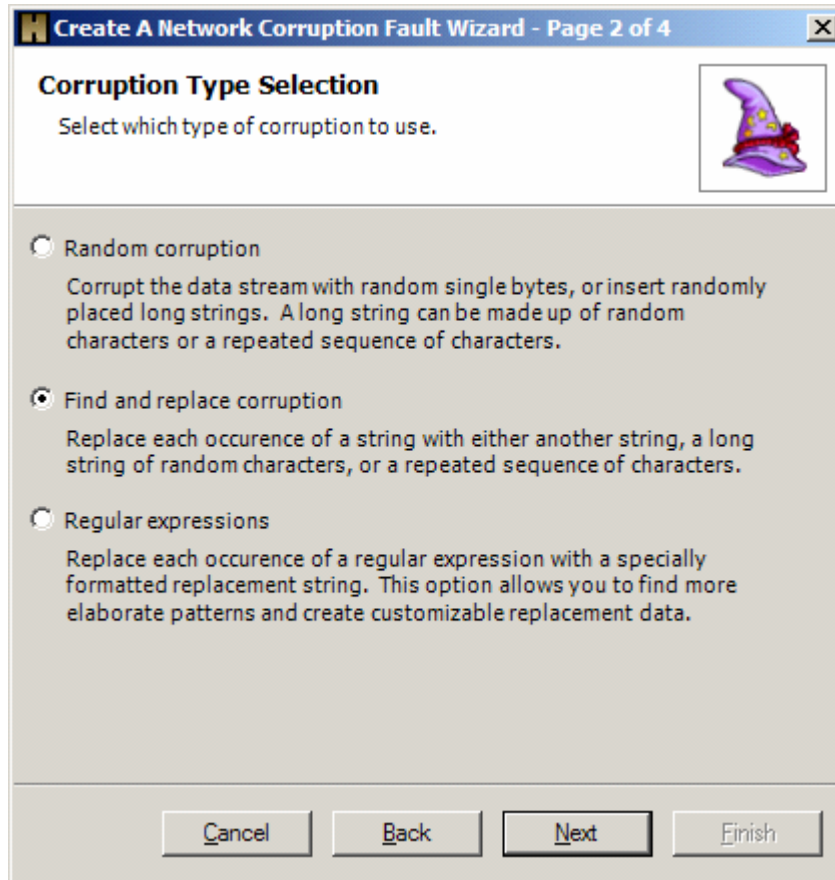 Create A Network Corruption Fault Wizard - Page 2 of 4
Corruption Type Selection
Select which type of corruption to use.
Random corruption
Corrupt the data stream with random single bytes, or insert randomly
placed long strings. A long string can be made up of random
characters or a repeated sequence of characters.
Find and replace corruption
Replace each occurence of a string with either another string, a long
string of random characters, or a repeated sequence of characters.
Regular expressions
Replace each occurence of a regular expression with a specially
formatted replacement string. This option allows you to find more
elaborate patterns and create customizable replacement data.
Cancel Back Next Finish